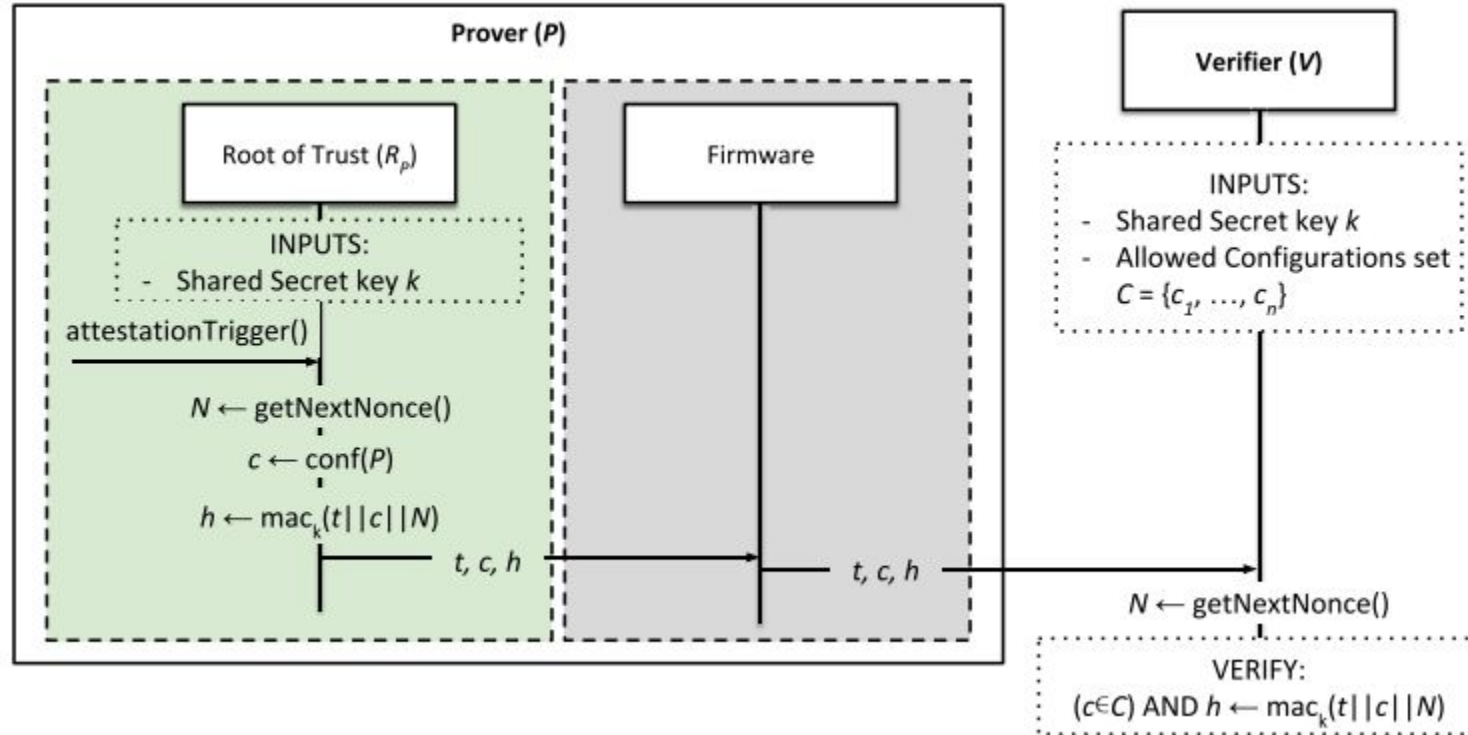 Prover (P)
Root of Trust (Rₚ)
INPUTS:
- Shared Secret key k
attestationTrigger()
N ← getNextNonce()
c ← conf(P)
h ← macₖ(t||c||N)
t, c, h
Firmware
t, c, h
Verifier (V)
INPUTS:
- Shared Secret key k
- Allowed Configurations set
C = {c₁, …, cₙ}
N ← getNextNonce()
VERIFY:
(c∈C) AND h ← macₖ(t||c||N)